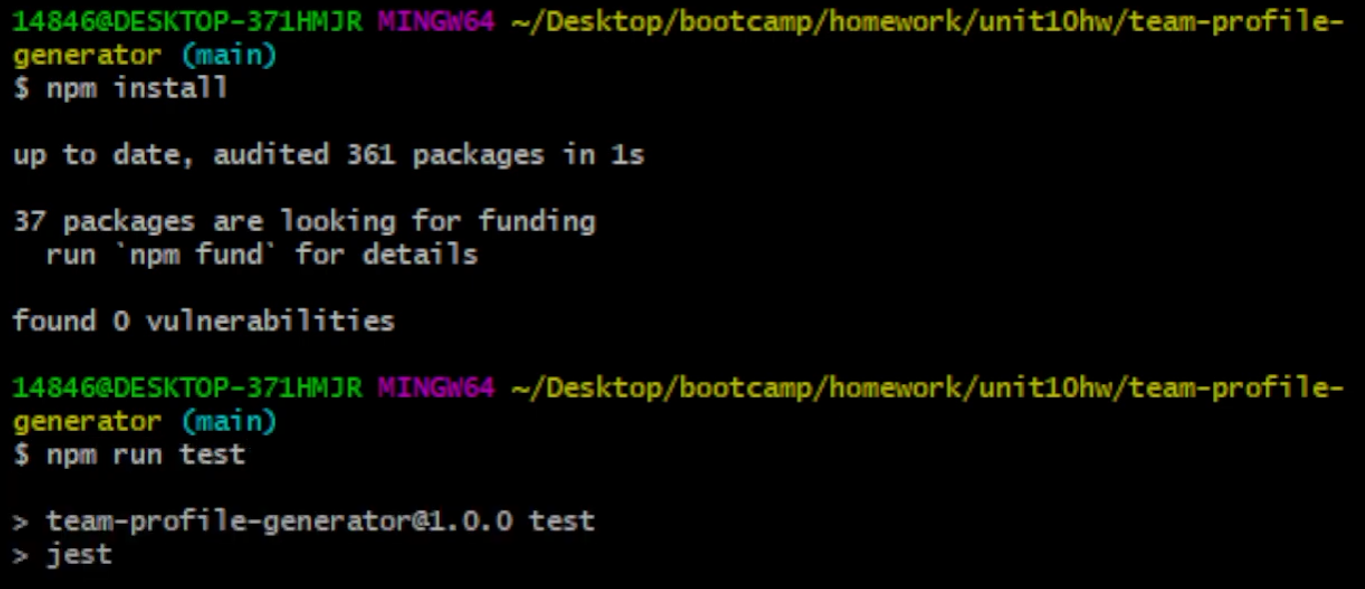 14846@DESKTOP-371HMJR MINGW64 ~/Desktop/bootcamp/homework/unit10hw/team-profile-
generator (main)
$ npm install
up to date, audited 361 packages in 1s
37 packages are looking for funding
  run `npm fund` for details
found 0 vulnerabilities
14846@DESKTOP-371HMJR MINGW64 ~/Desktop/bootcamp/homework/unit10hw/team-profile-
generator (main)
$ npm run test
> team-profile-generator@1.0.0 test
> jest